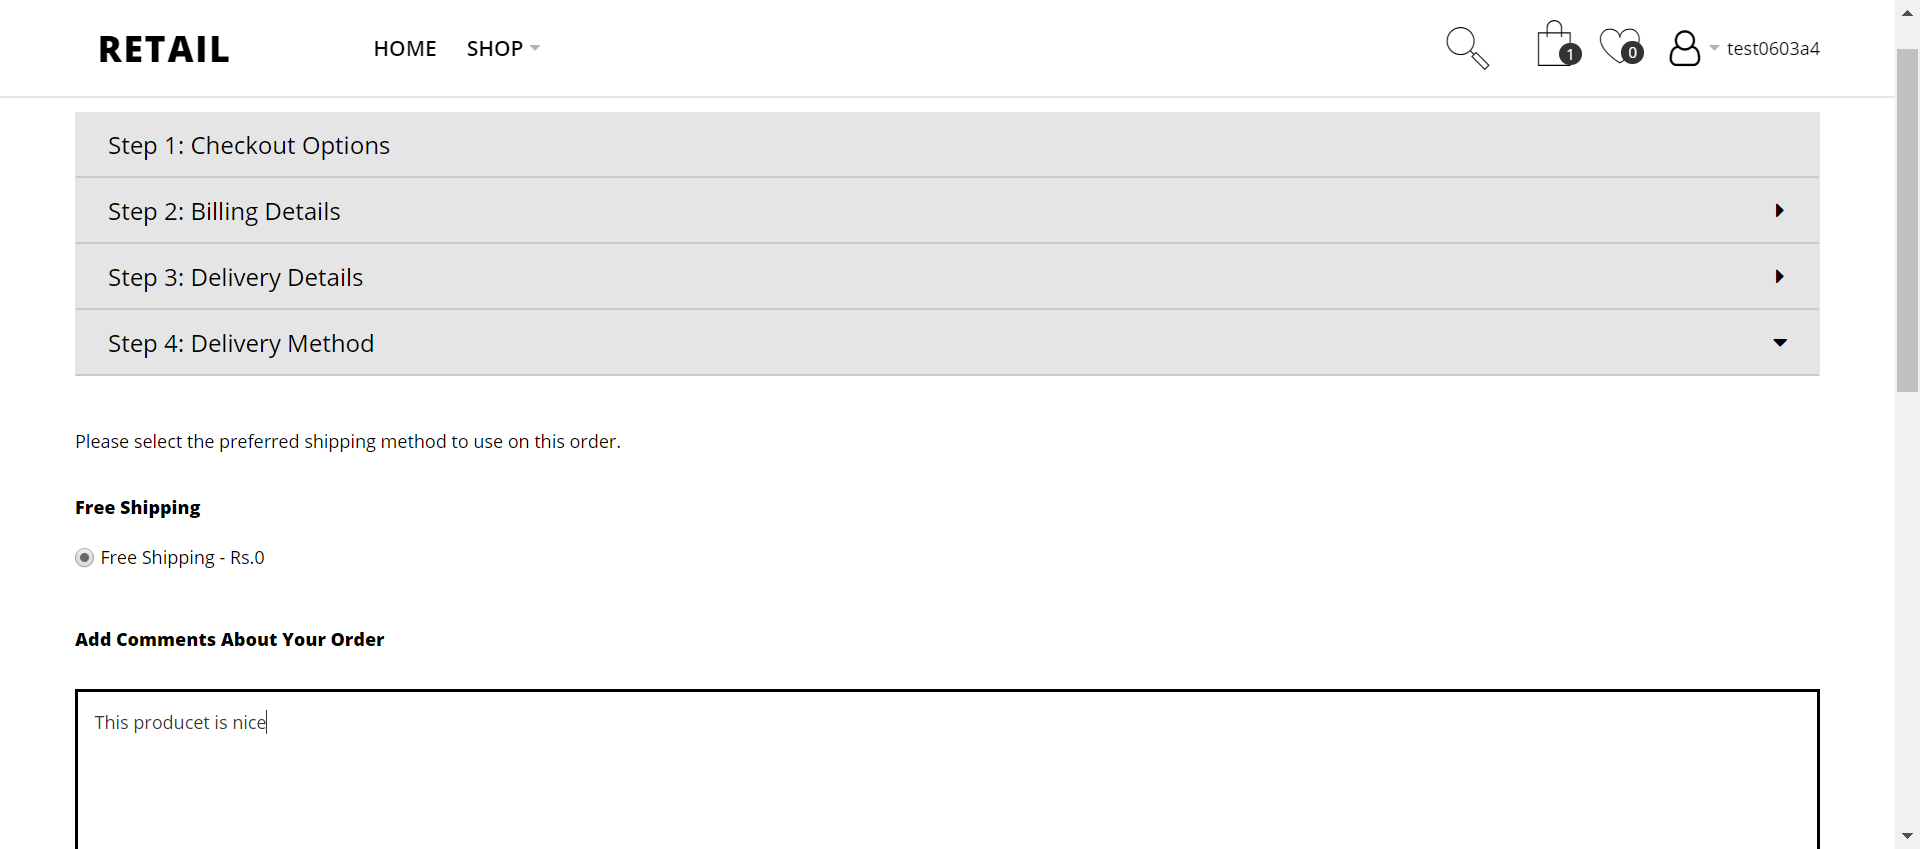 RETAIL
HOME SHOP
1
0
test0603a4
Step 1: Checkout Options
Step 2: Billing Details
Step 3: Delivery Details
Step 4: Delivery Method
Please select the preferred shipping method to use on this order.
Free Shipping
Free Shipping - Rs.0
Add Comments About Your Order
This producet is nice